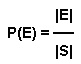 P(E) = |E|
|S|